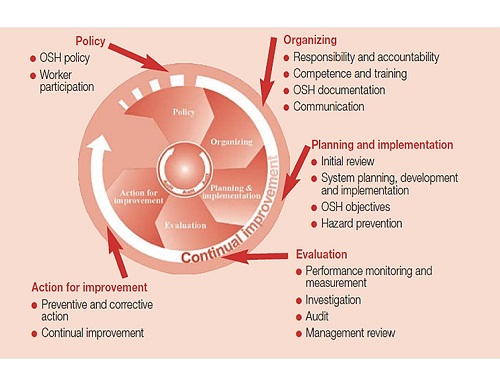 Policy
• OSH policy
• Worker
participation
Organizing
• Responsibility and accountability
• Competence and training
• OSH documentation
• Communication
Planning and implementation
• Initial review
• System planning, development
and implementation
• OSH objectives
• Hazard prevention
Evaluation
• Performance monitoring and
measurement
• Investigation
• Audit
• Management review
Action for improvement
• Preventive and corrective
action
• Continual improvement
Policy
Organizing
Planning &
implementation
Evaluation
Action for
improvement
Continual improvement
Audit